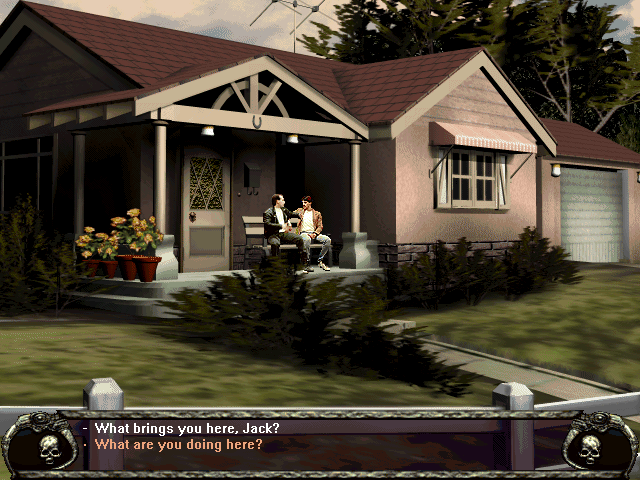 - What brings you here, Jack?
· What are you doing here?